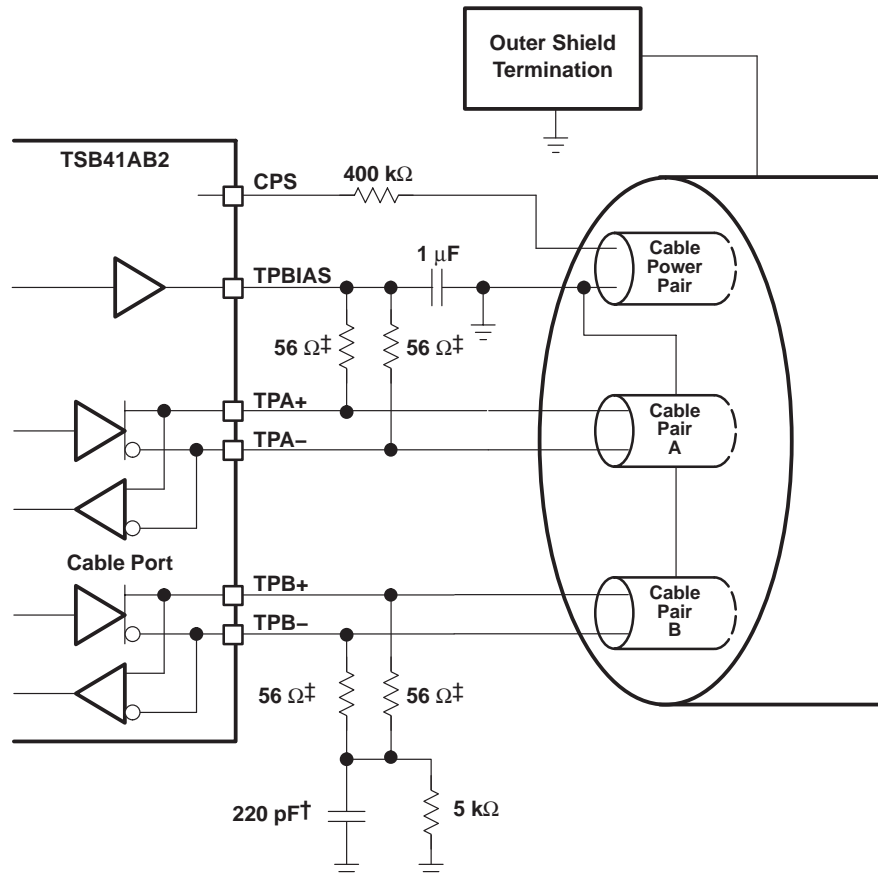 Outer Shield
Termination
TSB41AB2
CPS
400 kΩ
Cable
Power
Pair
TPBIAS
1 μF
56 Ω‡
56 Ω‡
TPA+
TPA−
Cable
Pair
A
Cable Port
TPB+
TPB−
Cable
Pair
B
56 Ω‡
56 Ω‡
220 pF†
5 kΩ